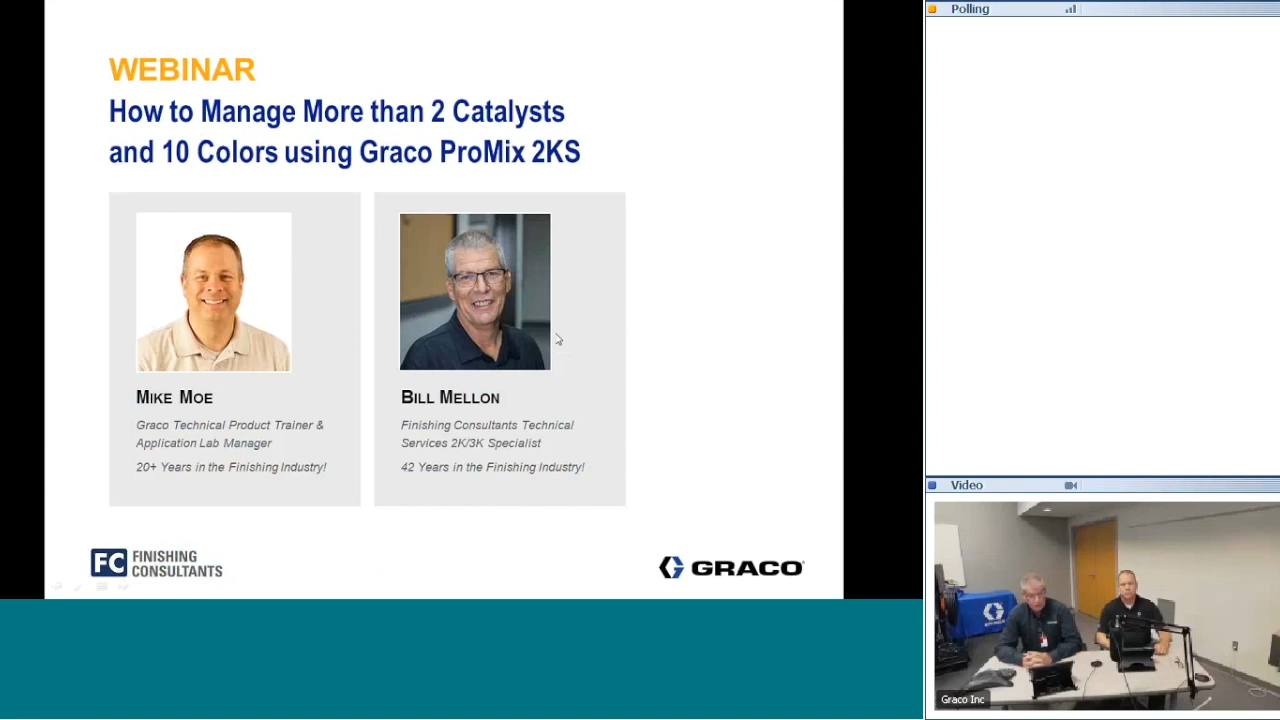 WEBINAR
How to Manage More than 2 Catalysts
and 10 Colors using Graco ProMix 2KS
MIKE MOE
Graco Technical Product Trainer &
Application Lab Manager
20+ Years in the Finishing Industry!
BILL MELLON
Finishing Consultants Technical
Services 2K/3K Specialist
42 Years in the Finishing Industry!
FC FINISHING
CONSULTANTS
GRACO
Polling
Video
Graco Inc